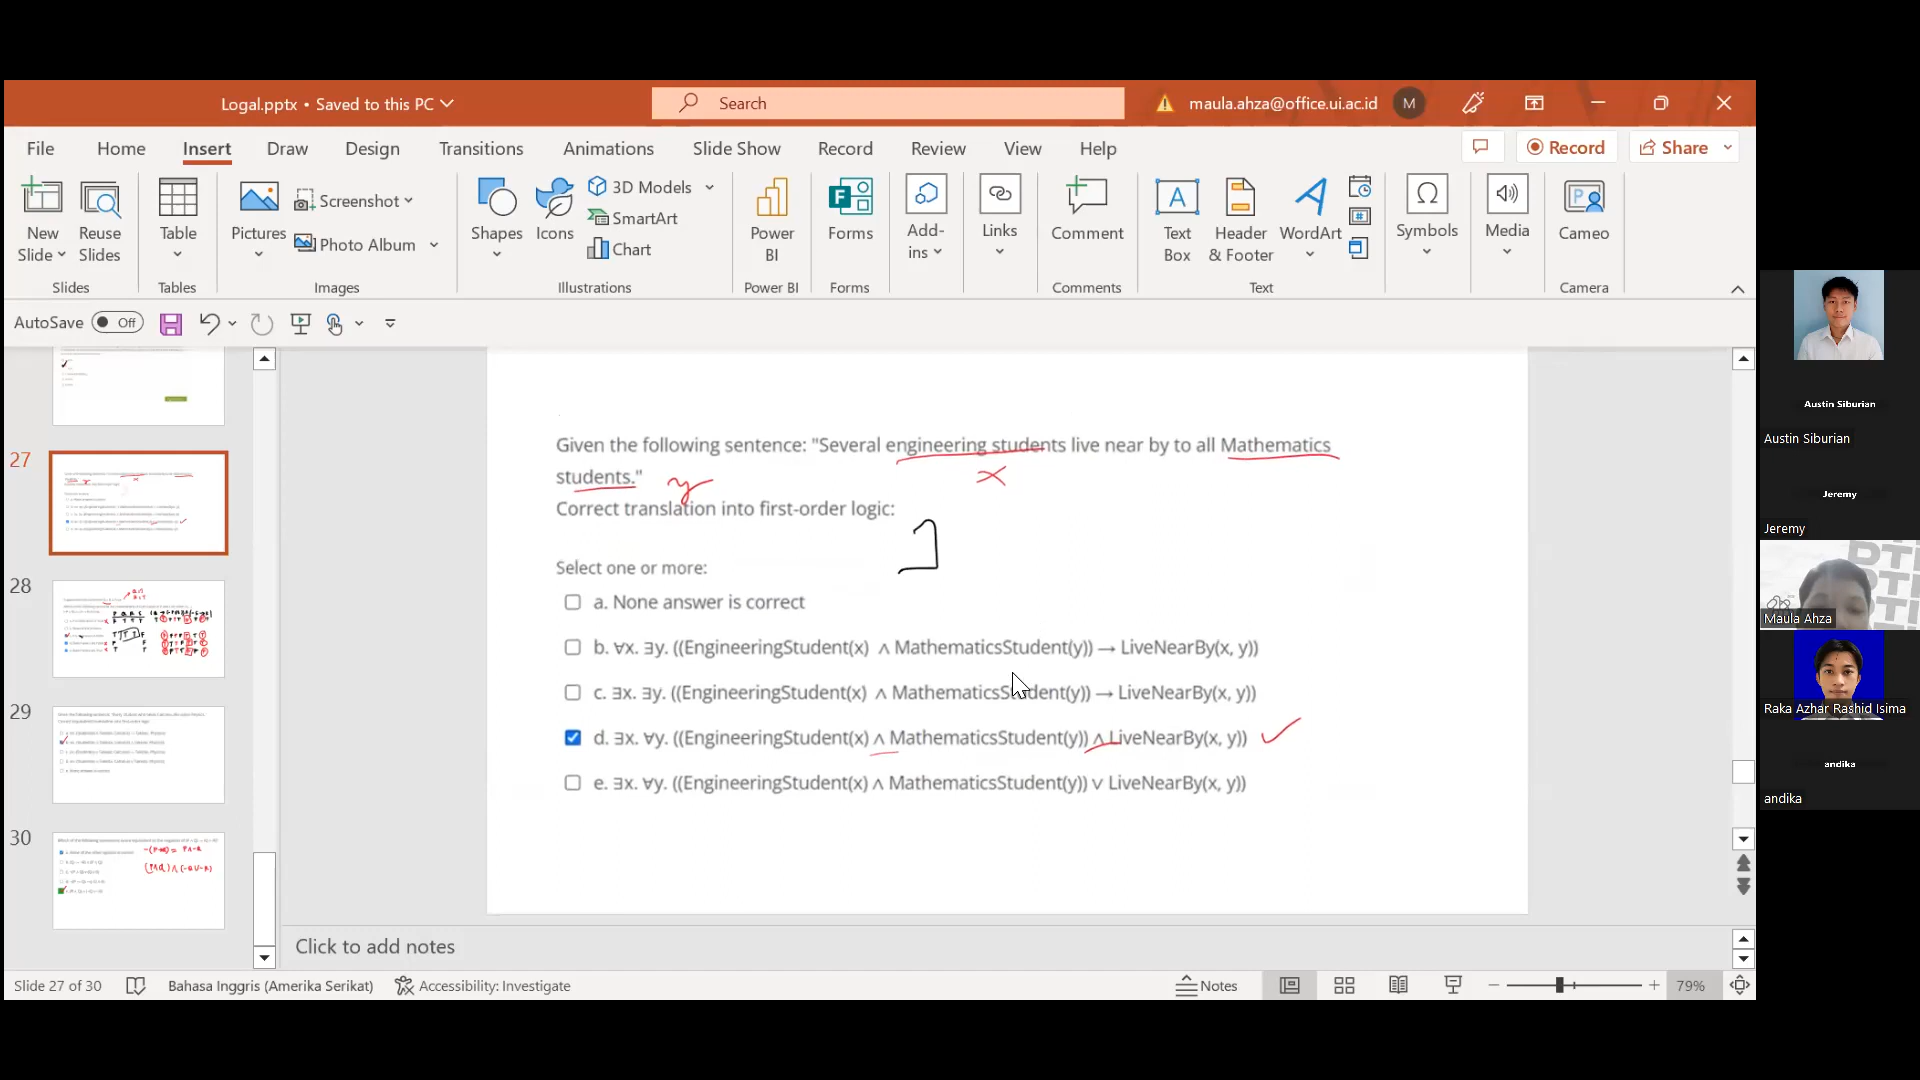 Logal.pptx • Saved to this PC
Search
maula.ahza@office.ui.ac.id
M
File Home Insert Draw Design Transitions Animations Slide Show Record Review View Help
Record
Share
New Slide
Reuse Slides
Slides
Table
Tables
Pictures
Screenshot
Photo Album
Images
Shapes
Icons
3D Models
SmartArt
Chart
Illustrations
Power BI
Power BI
Forms
Forms
Add-ins
Links
Comment
Comments
Text Box
Header & Footer
WordArt
Text
Symbols
Media
Cameo
Camera
AutoSave Off
27
28
29
30
Given the following sentence: "Several engineering students live near by to all Mathematics
students." y x
Correct translation into first-order logic:
Select one or more:
a. None answer is correct
b. ∀x. ∃y. ((EngineeringStudent(x) ∧ MathematicsStudent(y)) → LiveNearBy(x, y))
c. ∃x. ∃y. ((EngineeringStudent(x) ∧ MathematicsStudent(y)) → LiveNearBy(x, y))
d. ∃x. ∀y. ((EngineeringStudent(x) ∧ MathematicsStudent(y)) ∧ LiveNearBy(x, y))
e. ∃x. ∀y. ((EngineeringStudent(x) ∧ MathematicsStudent(y)) ∨ LiveNearBy(x, y))
Click to add notes
Slide 27 of 30
Bahasa Inggris (Amerika Serikat)
Accessibility: Investigate
Notes
79%
Austin Siburian
Austin Siburian
Jeremy
Jeremy
Maula Ahza
Raka Azhar Rashid Isima
andika
andika